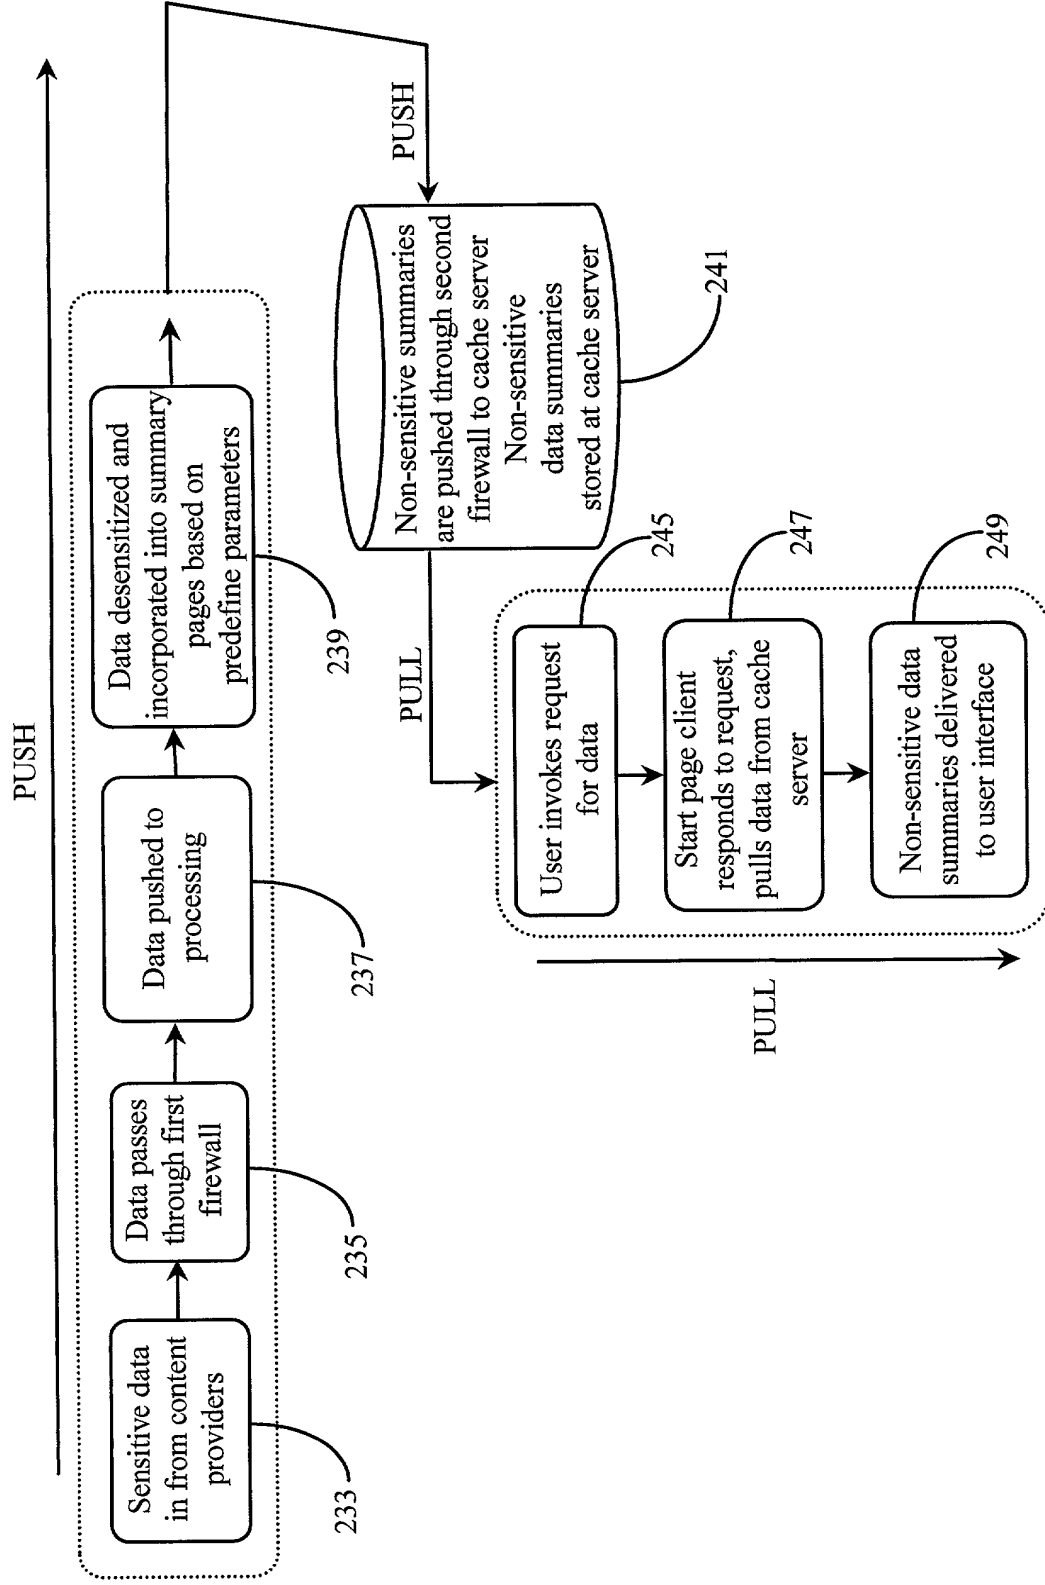 PUSH
Sensitive data
in from content
providers
233
Data passes
through first
firewall
235
Data pushed to
processing
237
Data desensitized and
incorporated into summary
pages based on
predefine parameters
239
PUSH
Non-sensitive summaries
are pushed through second
firewall to cache server
Non-sensitive
data summaries
stored at cache server
241
PULL
User invokes request
for data
245
Start page client
responds to request,
pulls data from cache
server
247
Non-sensitive data
summaries delivered
to user interface
249
PULL